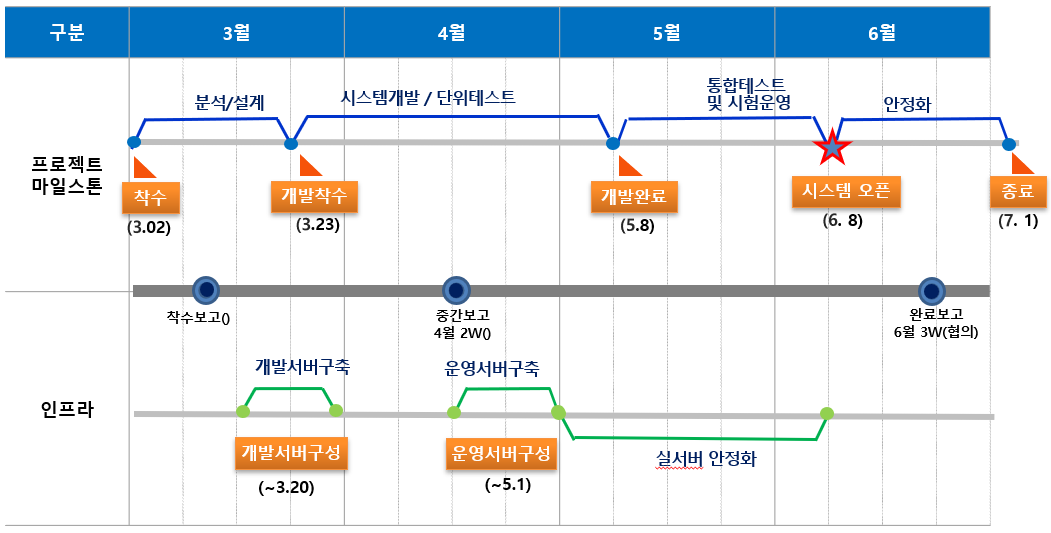 구분
3월
4월
5월
6월
분석/설계
시스템개발 / 단위테스트
통합테스트
및 시험운영
안정화
프로젝트
마일스톤
착수
(3.02)
개발착수
(3.23)
개발완료
(5.8)
시스템 오픈
(6. 8)
종료
(7. 1)
착수보고()
중간보고
4월 2W()
완료보고
6월 3W(협의)
인프라
개발서버구축
운영서버구축
개발서버구성
(~3.20)
운영서버구성
(~5.1)
실서버 안정화